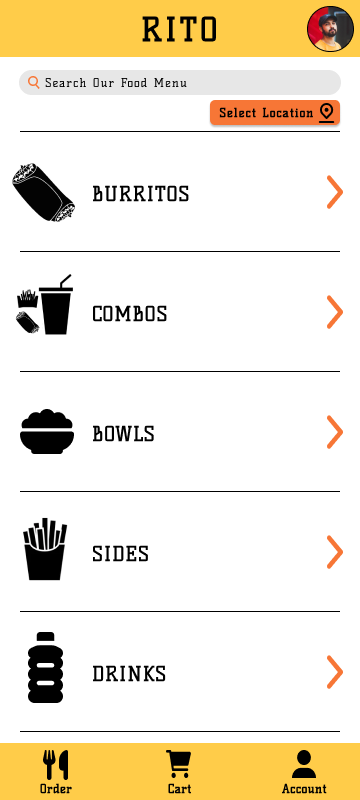 RITO
Search Our Food Menu
Select Location
BURRITOS
COMBOS
BOWLS
SIDES
DRINKS
Order
Cart
Account